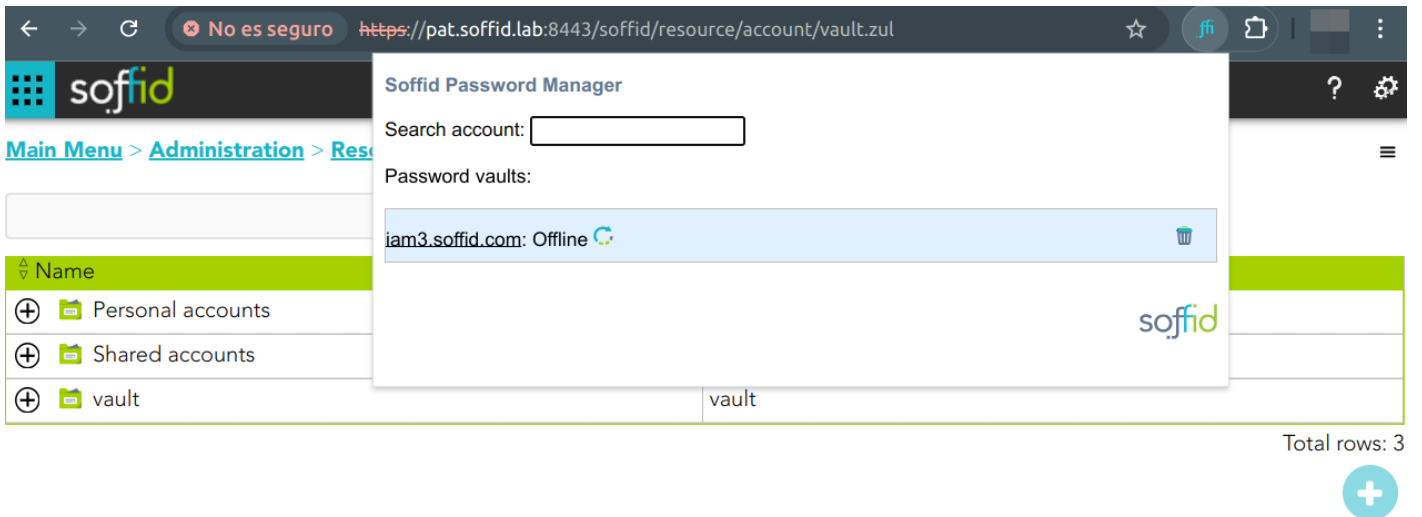 No es seguro https://pat.soffid.lab:8443/soffid/resource/account/vault.zul ffi
soffid
?
Main Menu > Administration > Reso
Soffid Password Manager
Search account:
Password vaults:
iam3.soffid.com: Offline
soffid
Name
Personal accounts
Shared accounts
vault vault
Total rows: 3